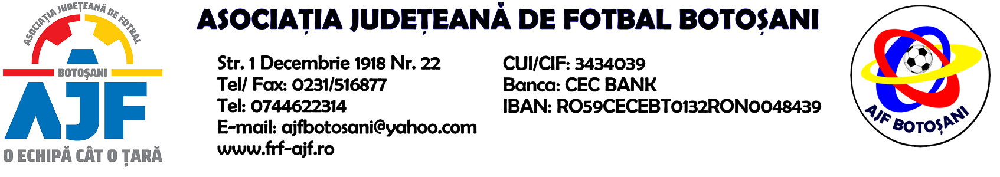 ASOCIAȚIA JUDEȚEANĂ DE FOTBAL
BOTOȘANI
AJF
O ECHIPĂ CÂT O ȚARĂ
ASOCIAȚIA JUDEȚEANĂ DE FOTBAL BOTOȘANI
Str. 1 Decembrie 1918 Nr. 22
Tel/ Fax: 0231/516877
Tel: 0744622314
E-mail: ajfbotosani@yahoo.com
www.frf-ajf.ro
CUI/CIF: 3434039
Banca: CEC BANK
IBAN: RO59CECEBT0132RON0048439
AJF BOTOȘANI